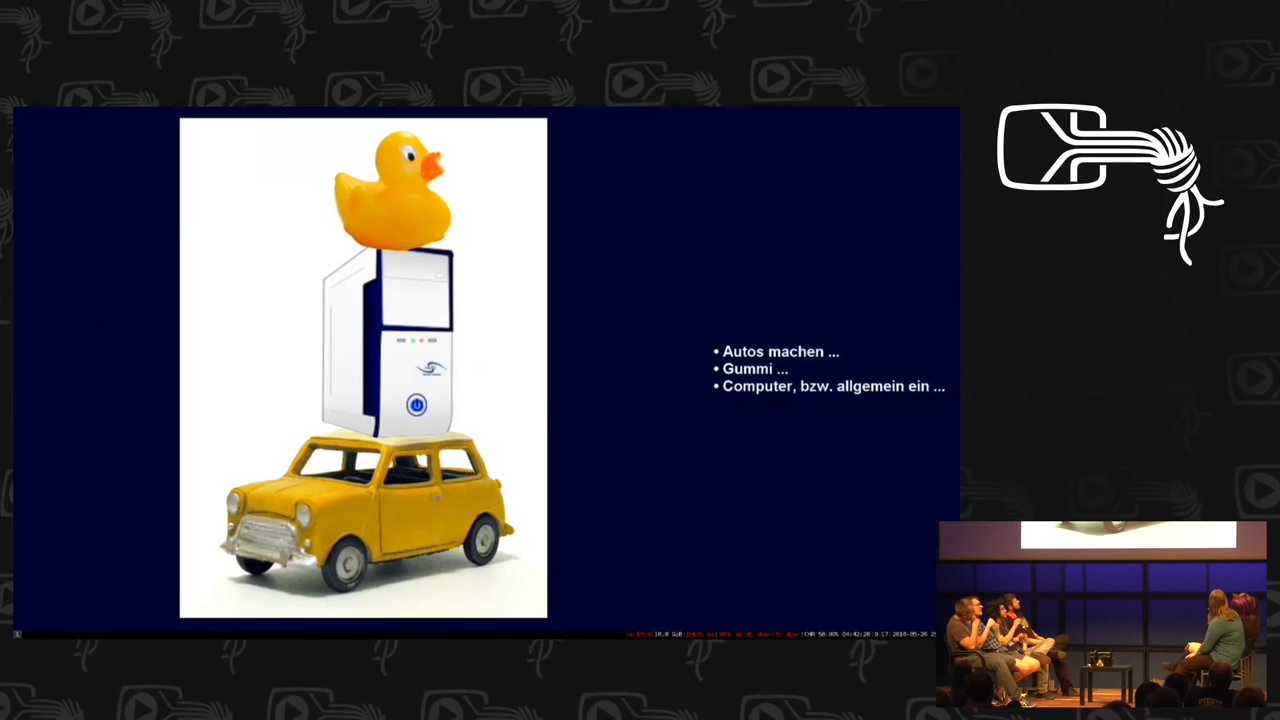 • Autos machen ...
• Gummi ...
• Computer, bzw. allgemein ein ...